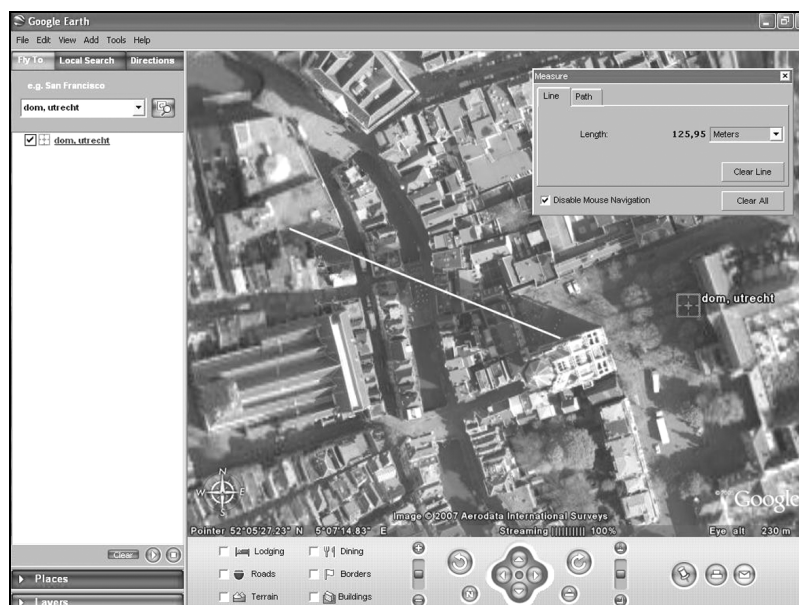 Google Earth
File Edit View Add Tools Help
Fly To Local Search Directions
e.g. San Francisco
dom, utrecht
dom, utrecht
Measure
Line Path
Length: 125,95 Meters
Clear Line
Disable Mouse Navigation
Clear All
dom, utrecht
N
W E
S
Google
Image © 2007 Aerodata International Surveys
Pointer 52°05'27.23" N 5°07'14.83" E Streaming 100% Eye alt 230 m
Clear
Lodging Dining
Roads Borders
Terrain Buildings
N
Places
Layers